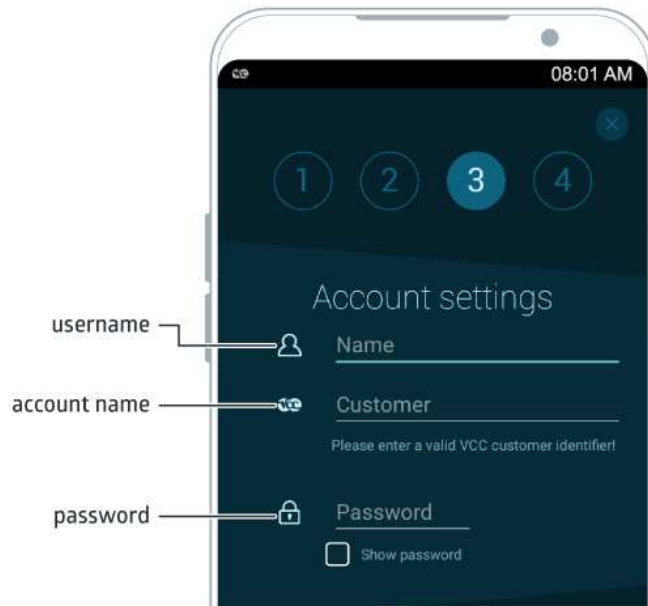 08:01 AM
1 2 3 4
Account settings
username
Name
account name
vcc
Customer
Please enter a valid VCC customer identifier!
password
Password
Show password